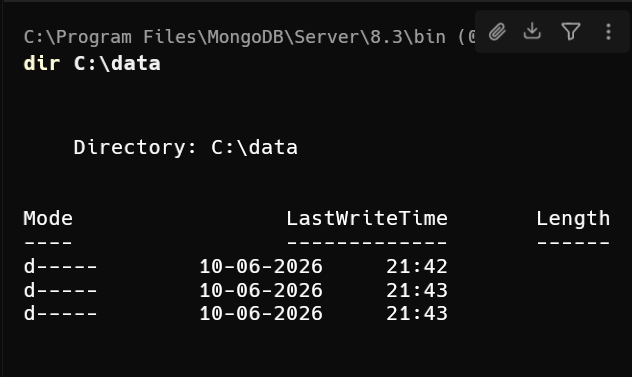 C:\Program Files\MongoDB\Server\8.3\bin (0
dir C:\data
Directory: C:\data
Mode LastWriteTime Length
---- ------------- ------
d----- 10-06-2026 21:42
d----- 10-06-2026 21:43
d----- 10-06-2026 21:43